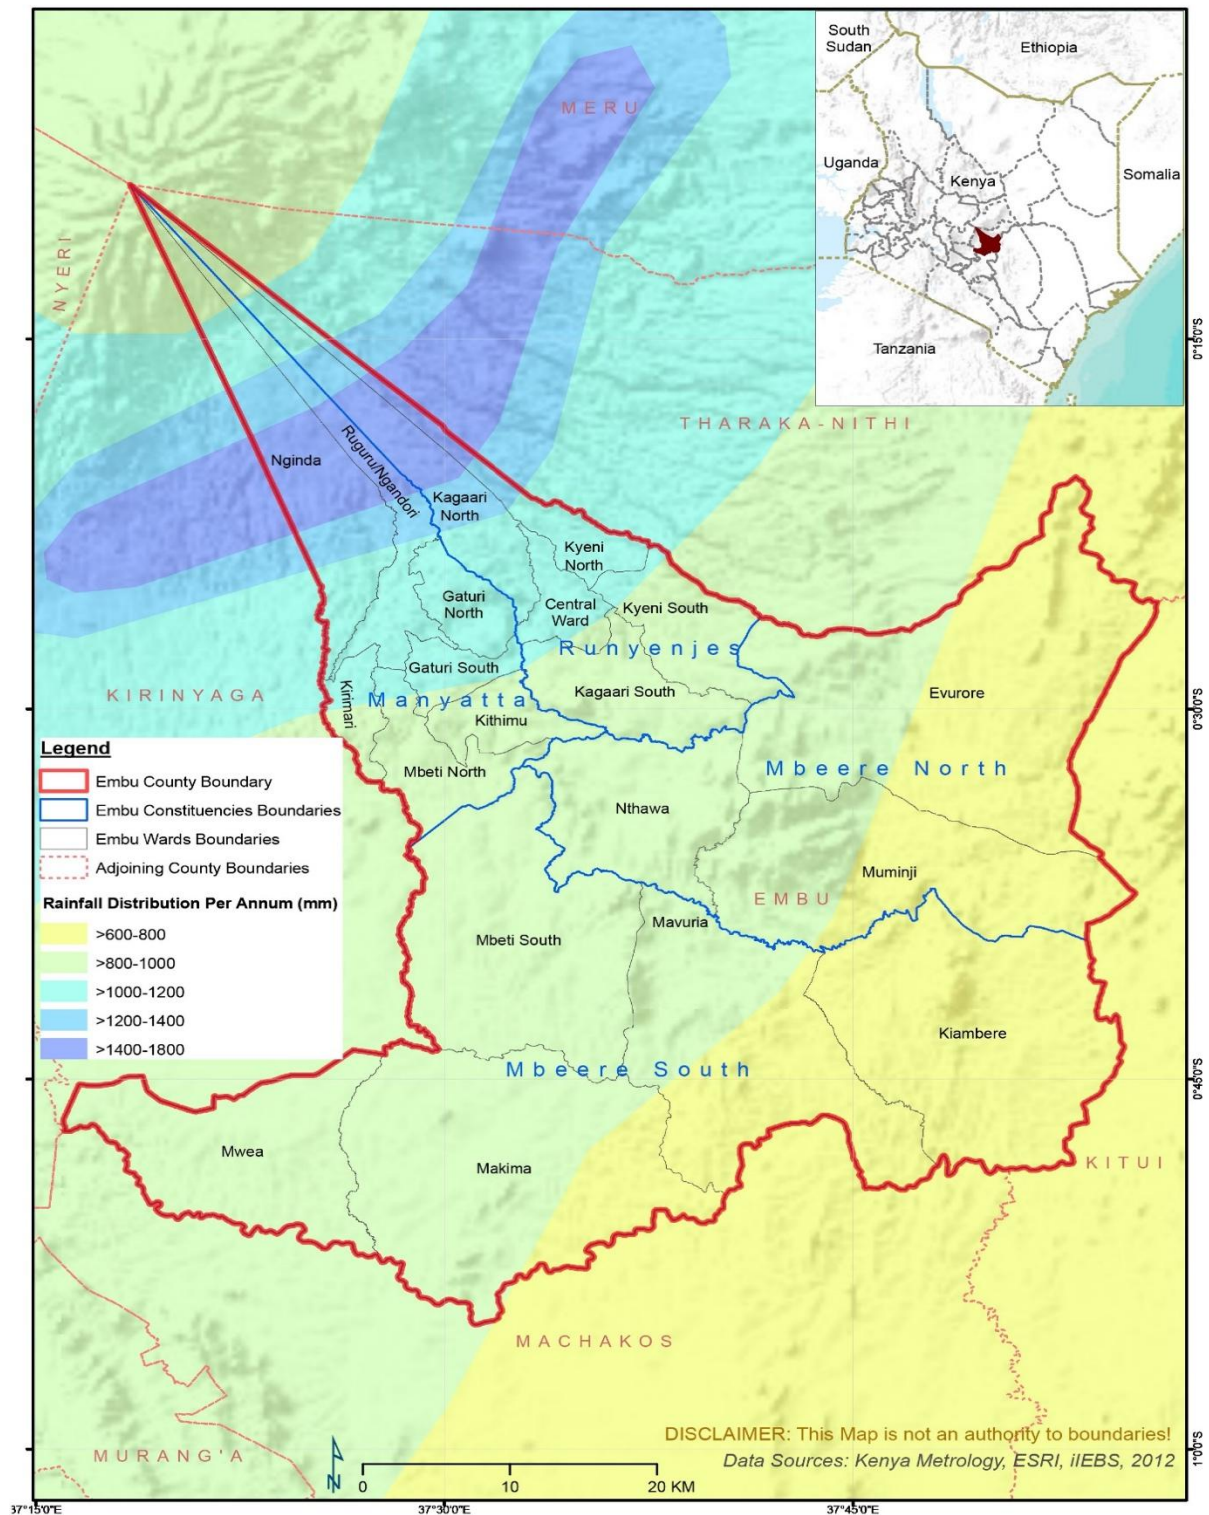 South
Sudan
Ethiopia
Uganda
Kenya
Somalia
Tanzania
MERU
NYERI
0°15'0"S
THARAKA-NITHI
Nginda
Ruguru/Ngandori
Kagaari
North
Kyeni
North
Gaturi
North
Central
Ward
Kyeni South
Runyenjes
Gaturi South
KIRINYAGA
Manyatta
Kirimari
Kagaari South
Evurore
Kithimu
0°30'0"S
Legend
Embu County Boundary
Embu Constituencies Boundaries
Embu Wards Boundaries
Adjoining County Boundaries
Rainfall Distribution Per Annum (mm)
>600-800
>800-1000
>1000-1200
>1200-1400
>1400-1800
Mbeti North
Mbeere North
Nthawa
Muminji
EMBU
Mavuria
Mbeti South
Kiambere
Mbeere South
0°45'0"S
Mwea
Makima
KITUI
MACHAKOS
MURANG'A
DISCLAIMER: This Map is not an authority to boundaries!
Data Sources: Kenya Metrology, ESRI, iIEBS, 2012
N
0 10 20 KM
1°0'0"S
37°15'0"E 37°30'0"E 37°45'0"E